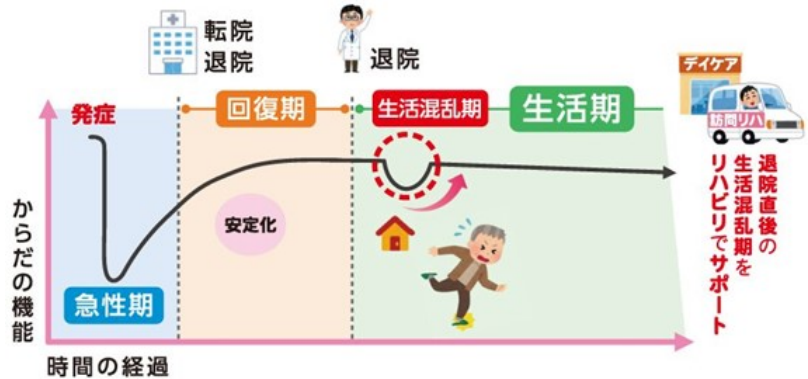 転院
退院
退院
デイケア
訪問リハ
発症
回復期
生活混乱期
生活期
安定化
急性期
からだの機能
時間の経過
退院直後の
生活混乱期を
リハビリでサポート